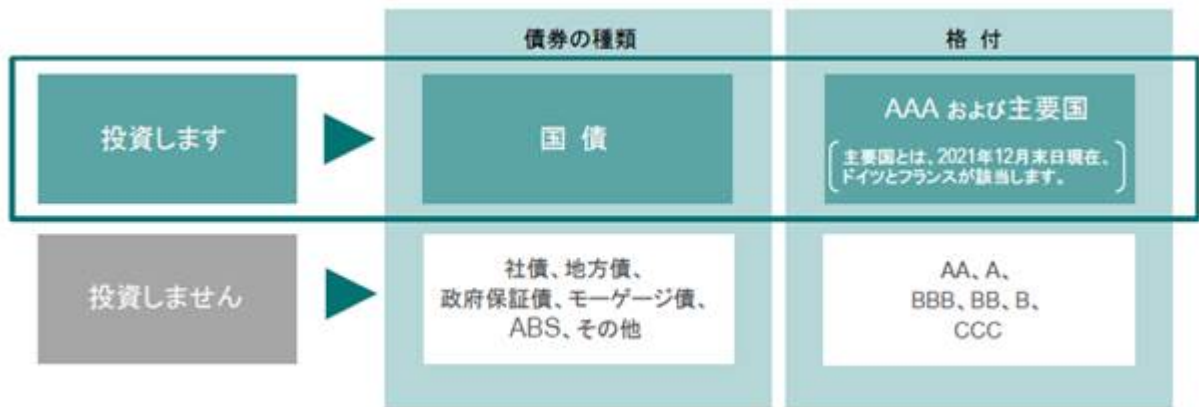 債券の種類
格 付
投資します
国 債
AAA および主要国
主要国とは、2021年12月末日現在、
ドイツとフランスが該当します。
投資しません
社債、地方債、
政府保証債、モーゲージ債、
ABS、その他
AA、A、
BBB、BB、B、
CCC